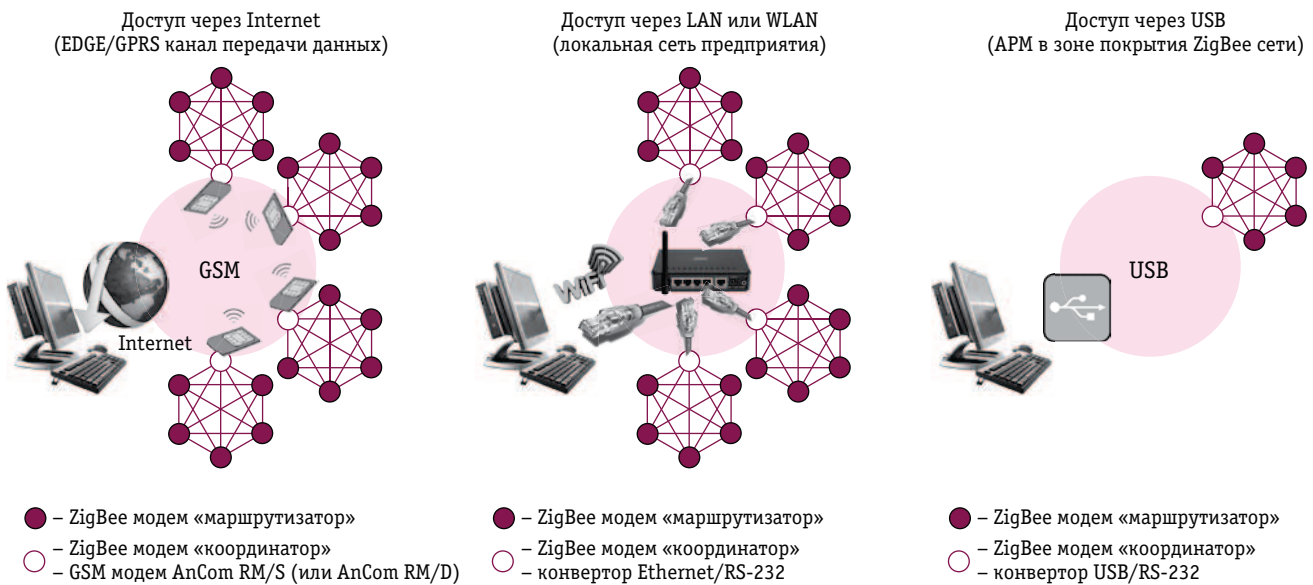 Доступ через Internet
(EDGE/GPRS канал передачи данных)
GSM
Internet
– ZigBee модем «маршрутизатор»
– ZigBee модем «координатор»
– GSM модем AnCom RM/S (или AnCom RM/D)
Доступ через LAN или WLAN
(локальная сеть предприятия)
WiFi
– ZigBee модем «маршрутизатор»
– ZigBee модем «координатор»
– конвертор Ethernet/RS-232
Доступ через USB
(АРМ в зоне покрытия ZigBee сети)
USB
– ZigBee модем «маршрутизатор»
– ZigBee модем «координатор»
– конвертор USB/RS-232